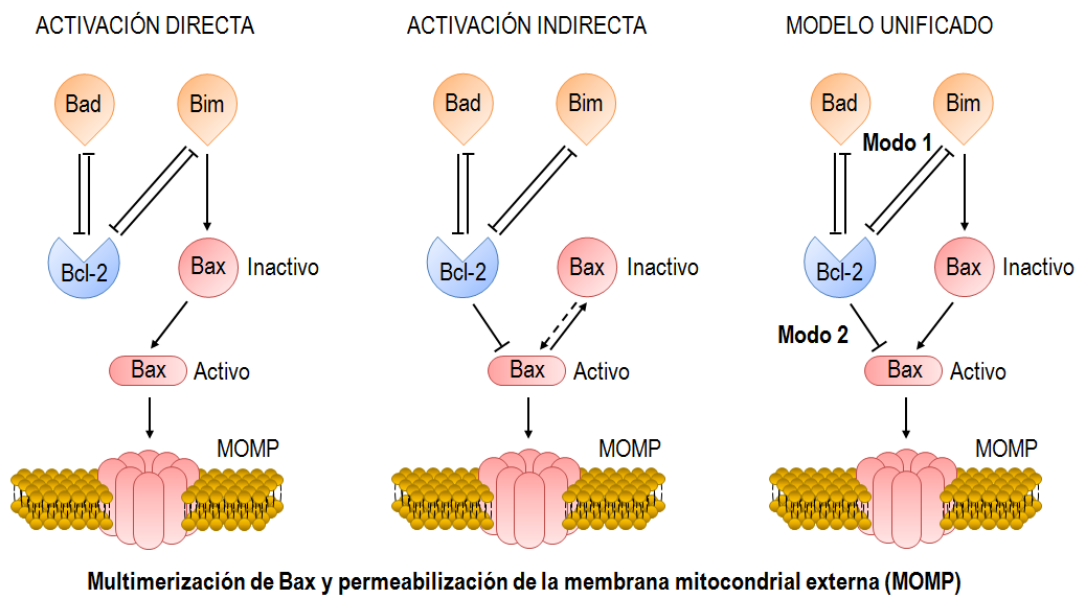 ACTIVACIÓN DIRECTA
Bad
Bim
Bcl-2
Bax
Inactivo
Bax
Activo
MOMP
ACTIVACIÓN INDIRECTA
Bad
Bim
Bcl-2
Bax
Inactivo
Bax
Activo
MOMP
MODELO UNIFICADO
Bad
Bim
Modo 1
Bcl-2
Bax
Inactivo
Modo 2
Bax
Activo
MOMP
Multimerización de Bax y permeabilización de la membrana mitocondrial externa (MOMP)